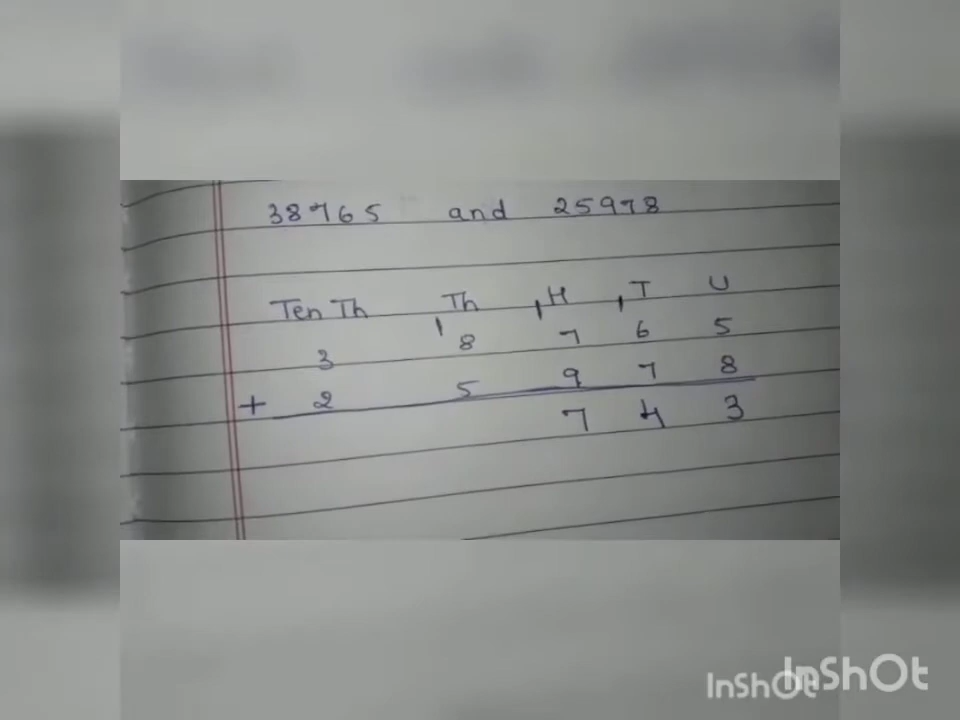 38765 and 25978
Ten Th Th H T U
1 1 1
3 8 7 6 5
+ 2 5 9 7 8
7 4 3
InShOt InShOt